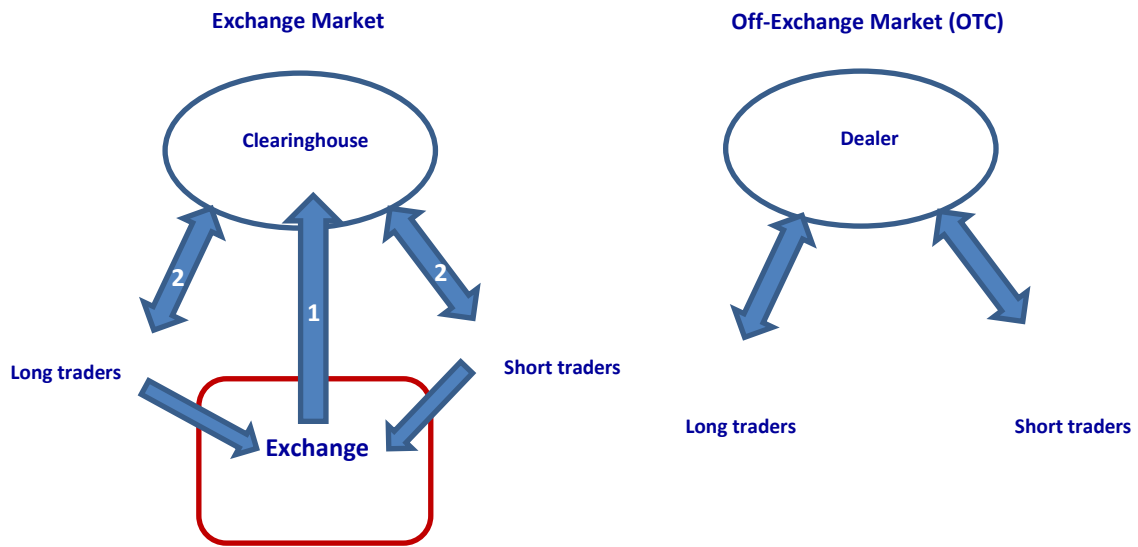 Exchange Market
Off-Exchange Market (OTC)
Clearinghouse
Dealer
2
1
2
Long traders
Short traders
Exchange
Long traders
Short traders